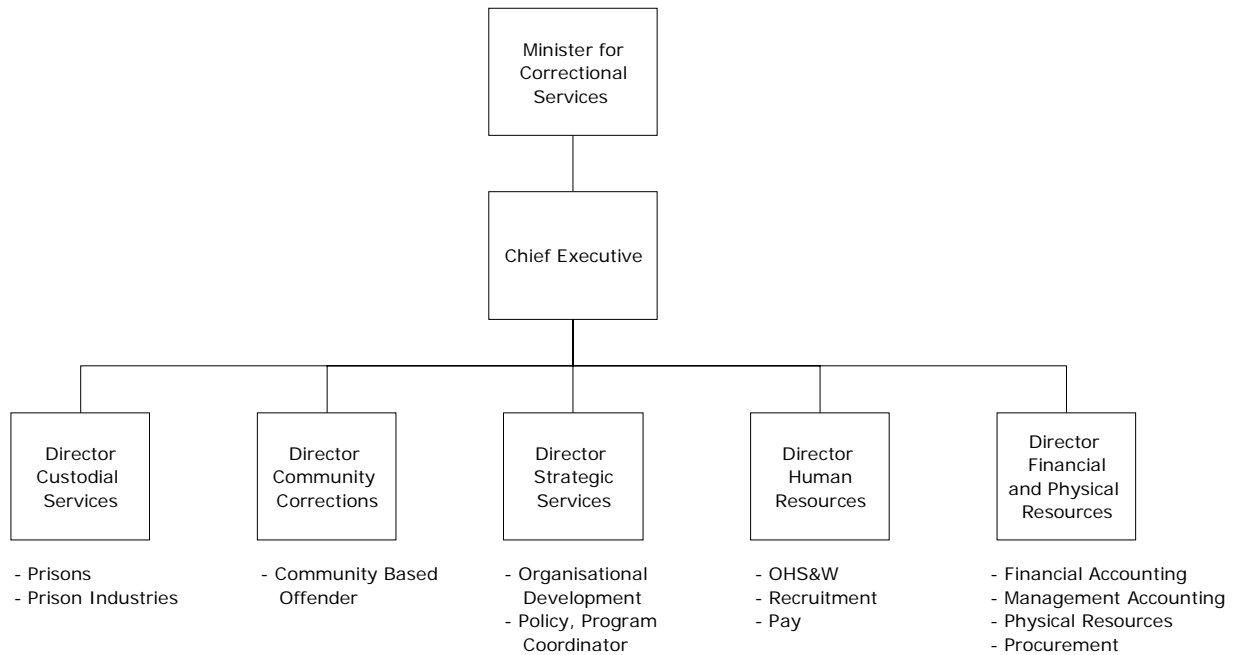 Minister for
Correctional
Services
Chief Executive
Director
Custodial
Services
Director
Community
Corrections
Director
Strategic
Services
Director
Human
Resources
Director
Financial
and Physical
Resources
- Prisons
- Prison Industries
- Community Based
Offender
- Organisational
Development
- Policy, Program
Coordinator
- OHS&W
- Recruitment
- Pay
- Financial Accounting
- Management Accounting
- Physical Resources
- Procurement